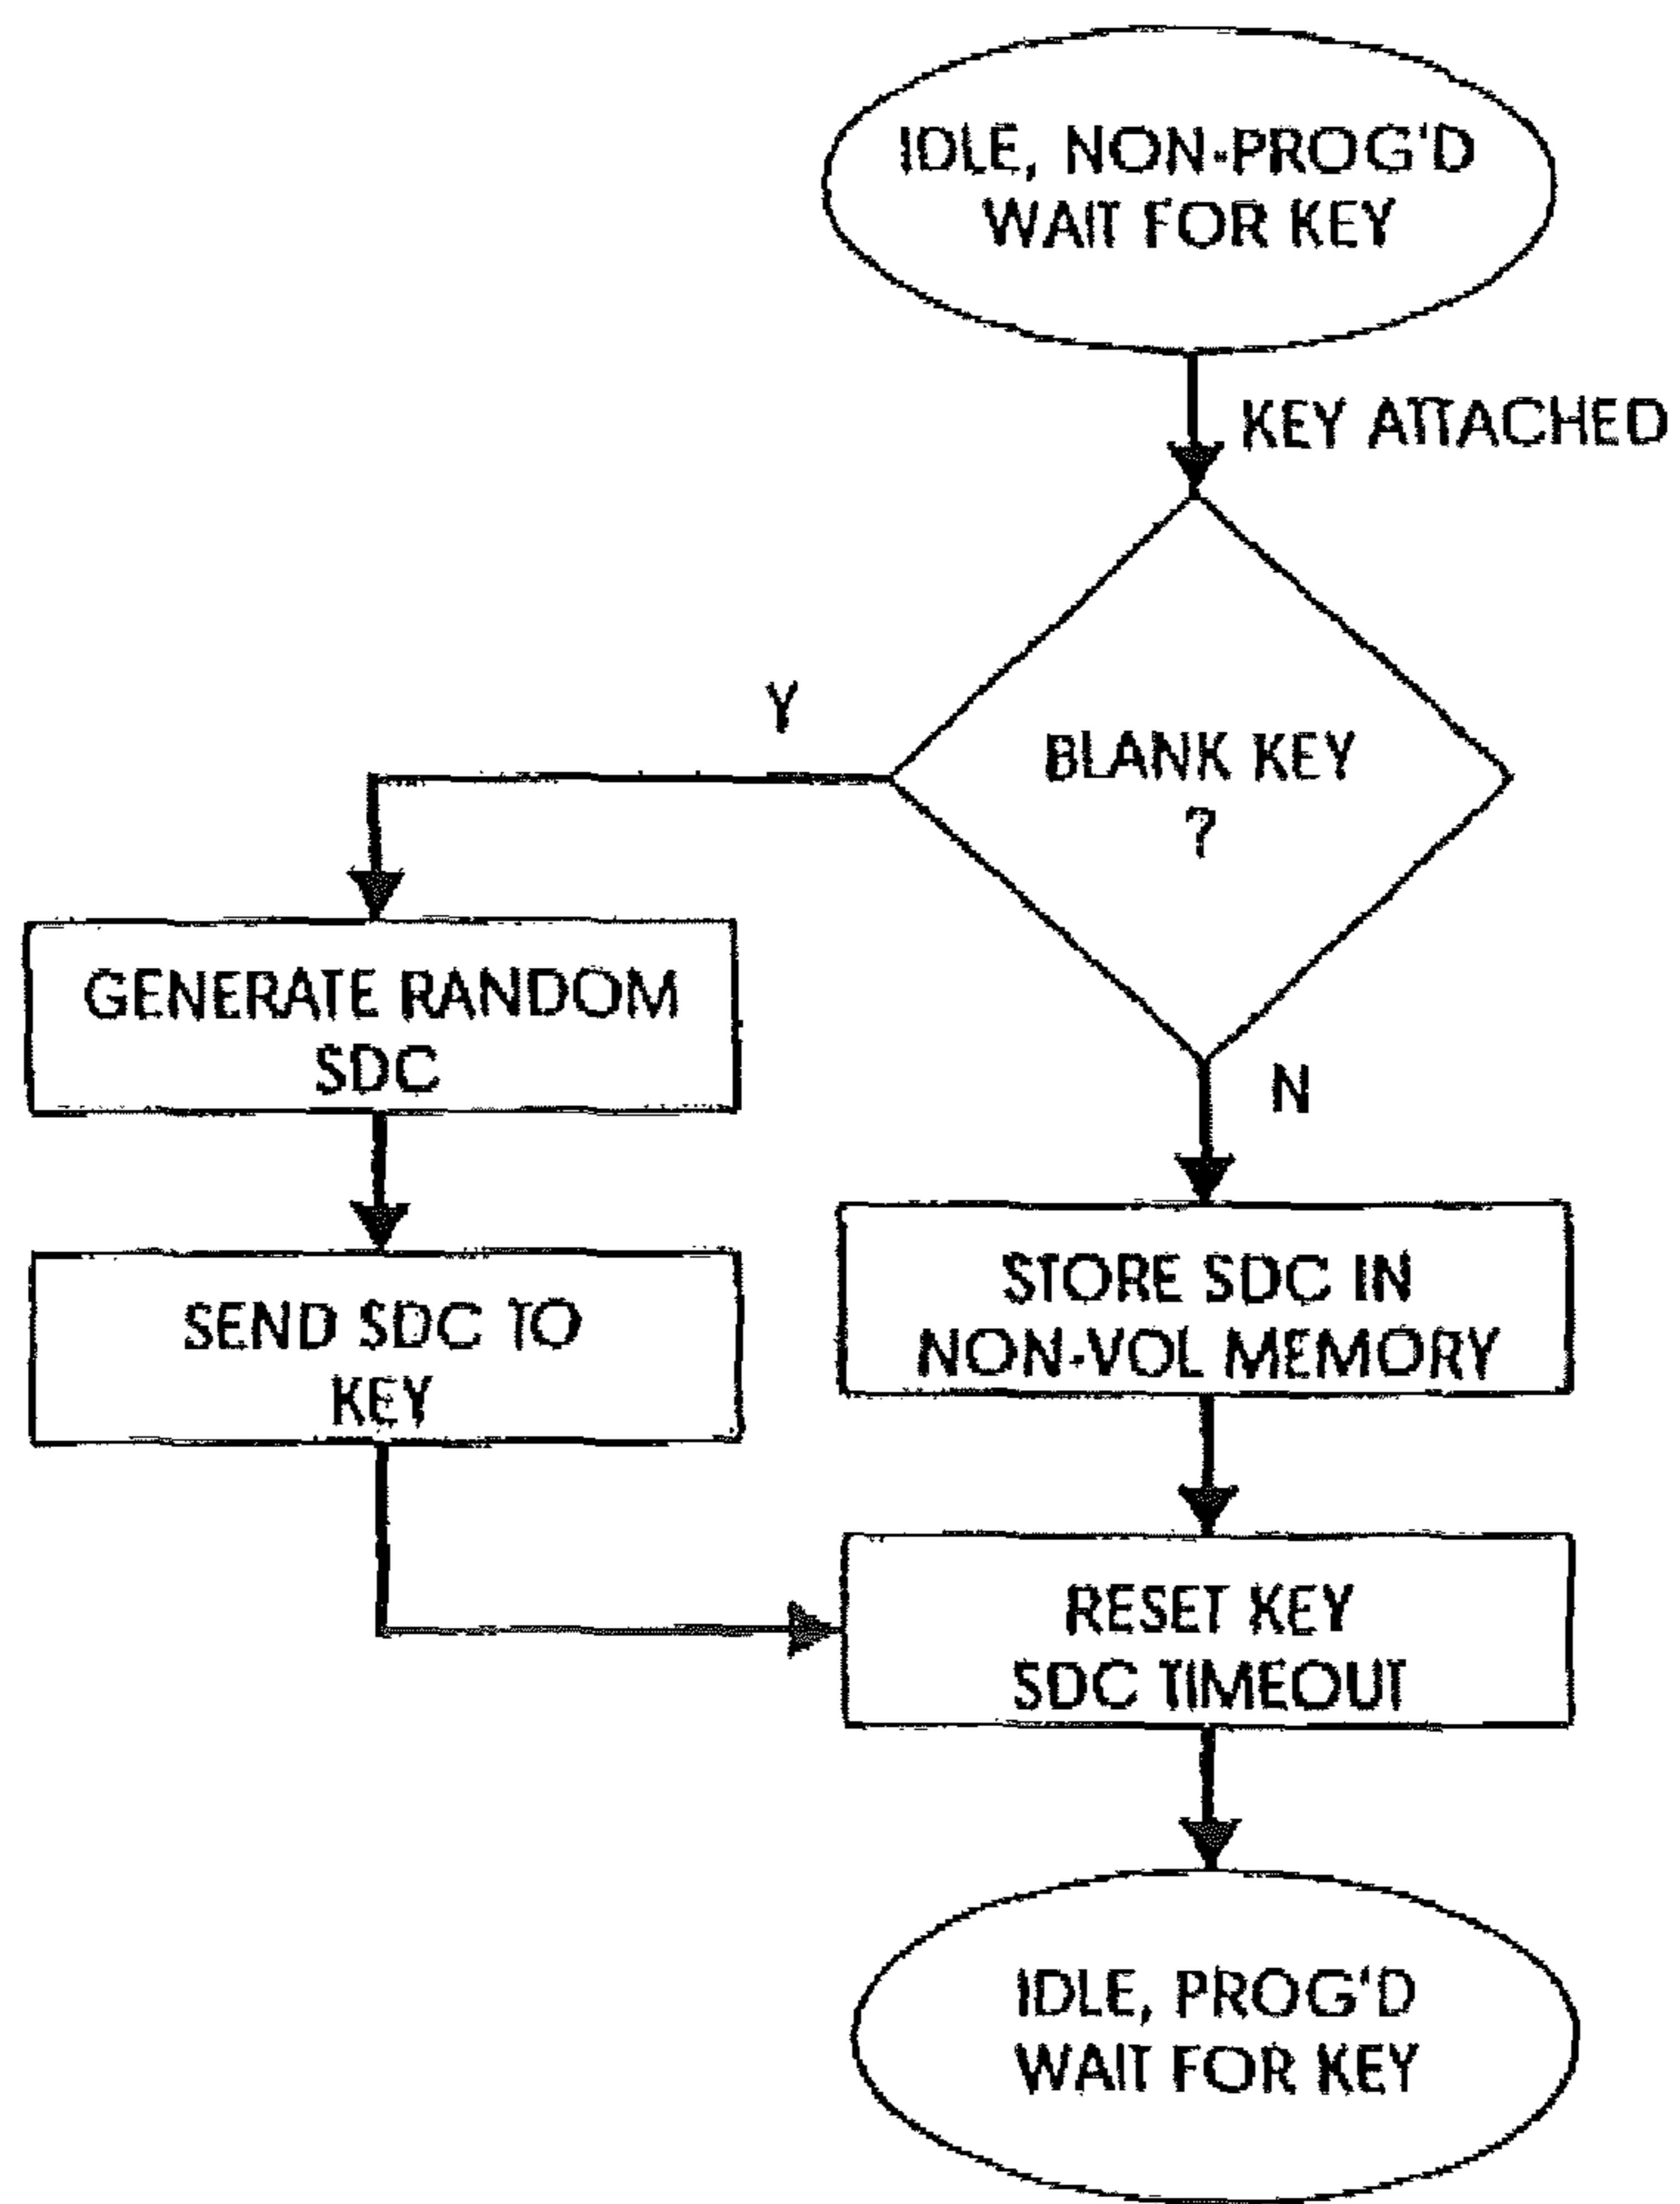 IDLE, NON-PROG'D
WAIT FOR KEY
KEY ATTACHED
BLANK KEY
?
Y
N
GENERATE RANDOM
SDC
SEND SDC TO
KEY
STORE SDC IN
NON-VOL MEMORY
RESET KEY
SDC TIMEOUT
IDLE, PROG'D
WAIT FOR KEY